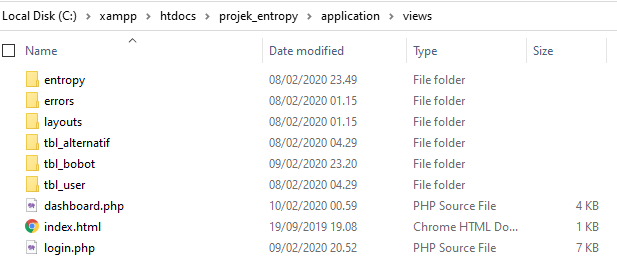 Local Disk (C:) > xampp > htdocs > projek_entropy > application > views
Name Date modified Type Size
entropy 08/02/2020 23.49 File folder
errors 08/02/2020 01.15 File folder
layouts 08/02/2020 01.15 File folder
tbl_alternatif 08/02/2020 04.29 File folder
tbl_bobot 09/02/2020 23.20 File folder
tbl_user 08/02/2020 04.29 File folder
dashboard.php 10/02/2020 00.59 PHP Source File 4 KB
index.html 19/09/2019 19.08 Chrome HTML Do... 1 KB
login.php 09/02/2020 20.52 PHP Source File 7 KB